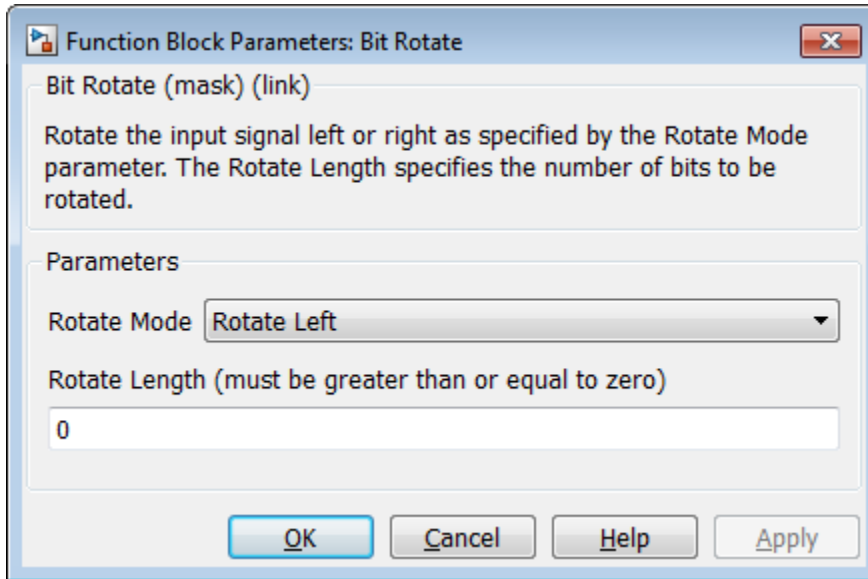 Function Block Parameters: Bit Rotate
Bit Rotate (mask) (link)
Rotate the input signal left or right as specified by the Rotate Mode
parameter. The Rotate Length specifies the number of bits to be
rotated.
Parameters
Rotate Mode Rotate Left
Rotate Length (must be greater than or equal to zero)
0
OK Cancel Help Apply